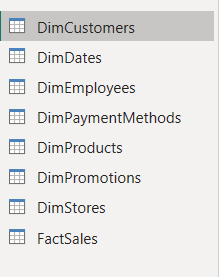 DimCustomers
DimDates
DimEmployees
DimPaymentMethods
DimProducts
DimPromotions
DimStores
FactSales